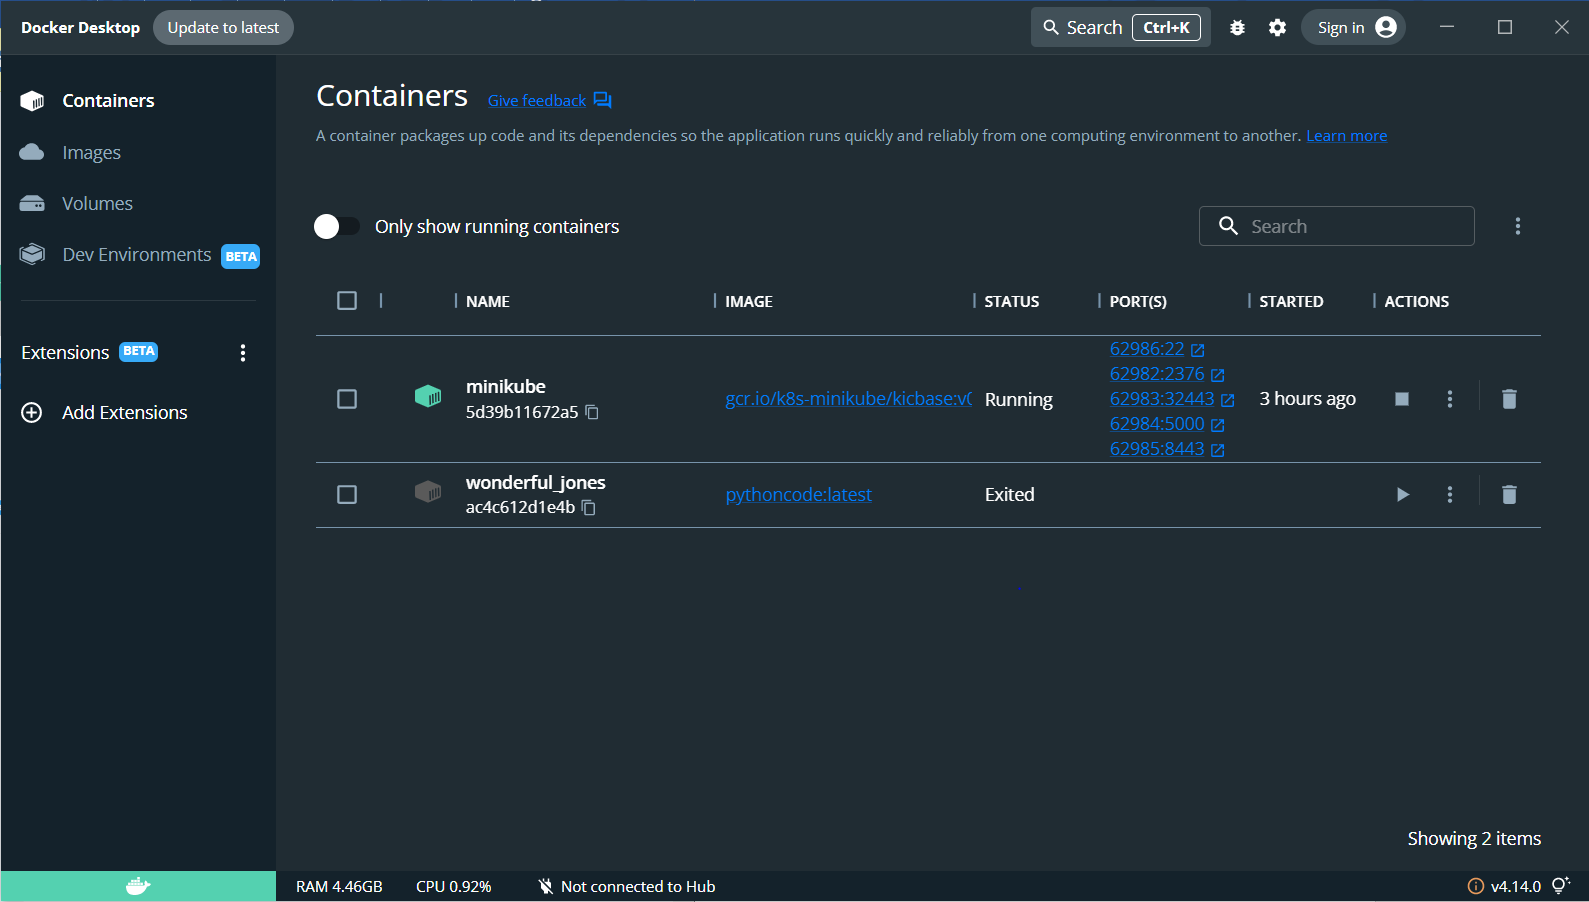 Docker Desktop Update to latest Search Ctrl+K Sign in
Containers
Images
Volumes
Dev Environments BETA
Extensions BETA
Add Extensions
Containers Give feedback
A container packages up code and its dependencies so the application runs quickly and reliably from one computing environment to another. Learn more
Only show running containers Search
NAME IMAGE STATUS PORT(S) STARTED ACTIONS
minikube
5d39b11672a5
gcr.io/k8s-minikube/kicbase:v0
Running
62986:22
62982:2376
62983:32443
62984:5000
62985:8443
3 hours ago
wonderful_jones
ac4c612d1e4b
pythoncode:latest
Exited
Showing 2 items
RAM 4.46GB CPU 0.92% Not connected to Hub v4.14.0